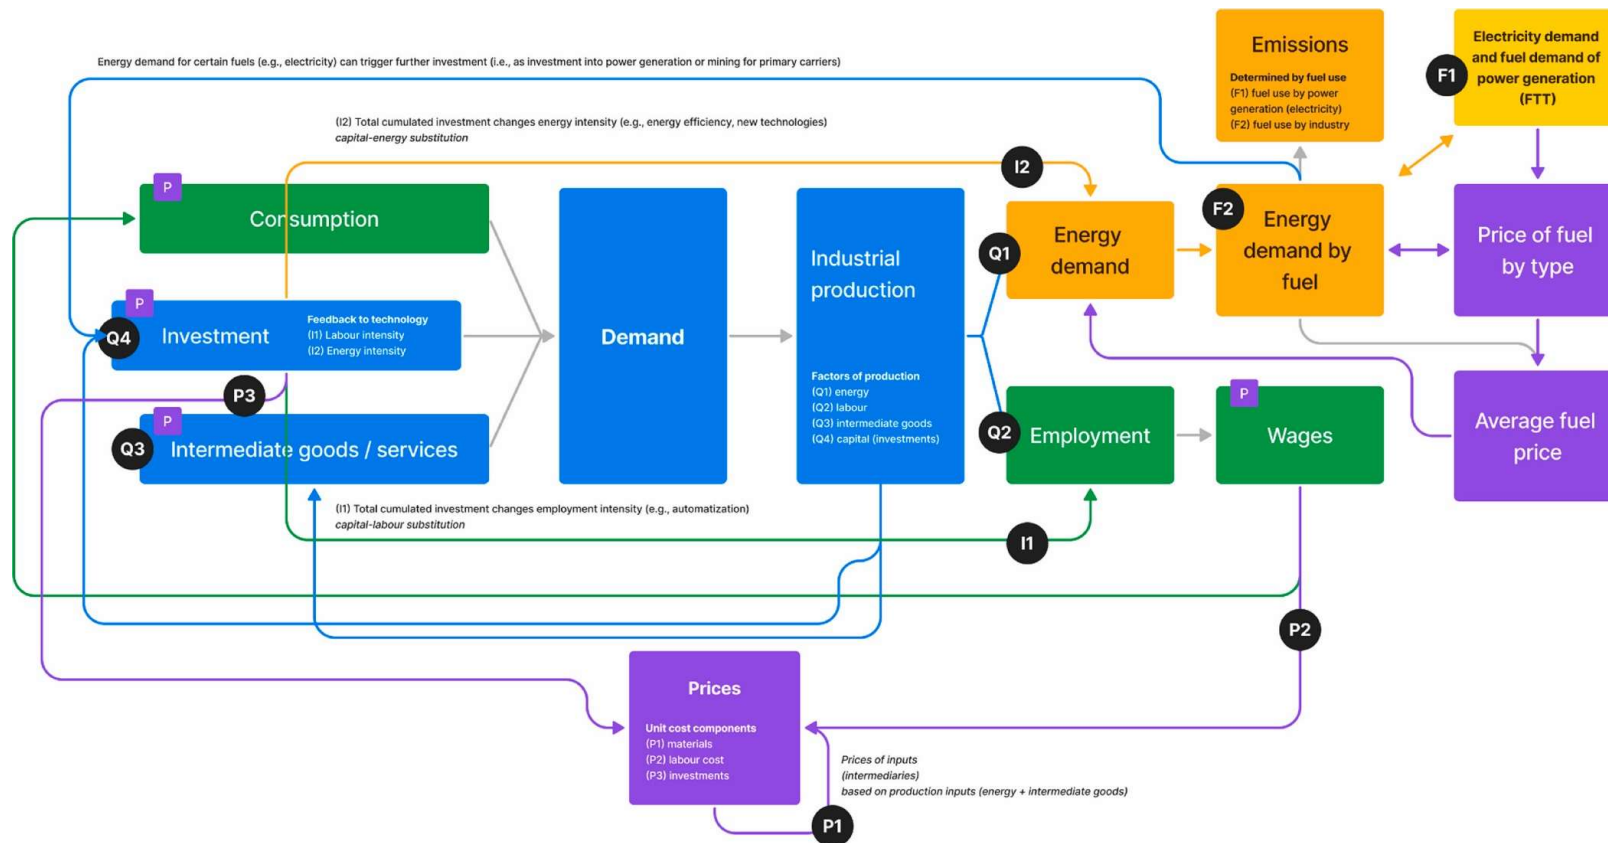 Energy demand for certain fuels (e.g., electricity) can trigger further investment (i.e., as investment into power generation or mining for primary carriers)
Emissions
Determined by fuel use
(F1) fuel use by power
generation (electricity)
(F2) fuel use by industry
F1
Electricity demand
and fuel demand of
power generation
(FTT)
(I2) Total cumulated investment changes energy intensity (e.g., energy efficiency, new technologies)
capital-energy substitution
I2
P
Consumption
P
Q4
Investment
Feedback to technology
(I1) Labour intensity
(I2) Energy intensity
P3
P
Q3
Intermediate goods / services
Demand
Industrial
production
Factors of production
(Q1) energy
(Q2) labour
(Q3) intermediate goods
(Q4) capital (investments)
Q1
Energy
demand
F2
Energy
demand by
fuel
Price of fuel
by type
Q2
Employment
P
Wages
Average fuel
price
(I1) Total cumulated investment changes employment intensity (e.g., automatization)
capital-labour substitution
I1
P2
Prices
Unit cost components
(P1) materials
(P2) labour cost
(P3) investments
Prices of inputs
(intermediaries)
based on production inputs (energy + intermediate goods)
P1